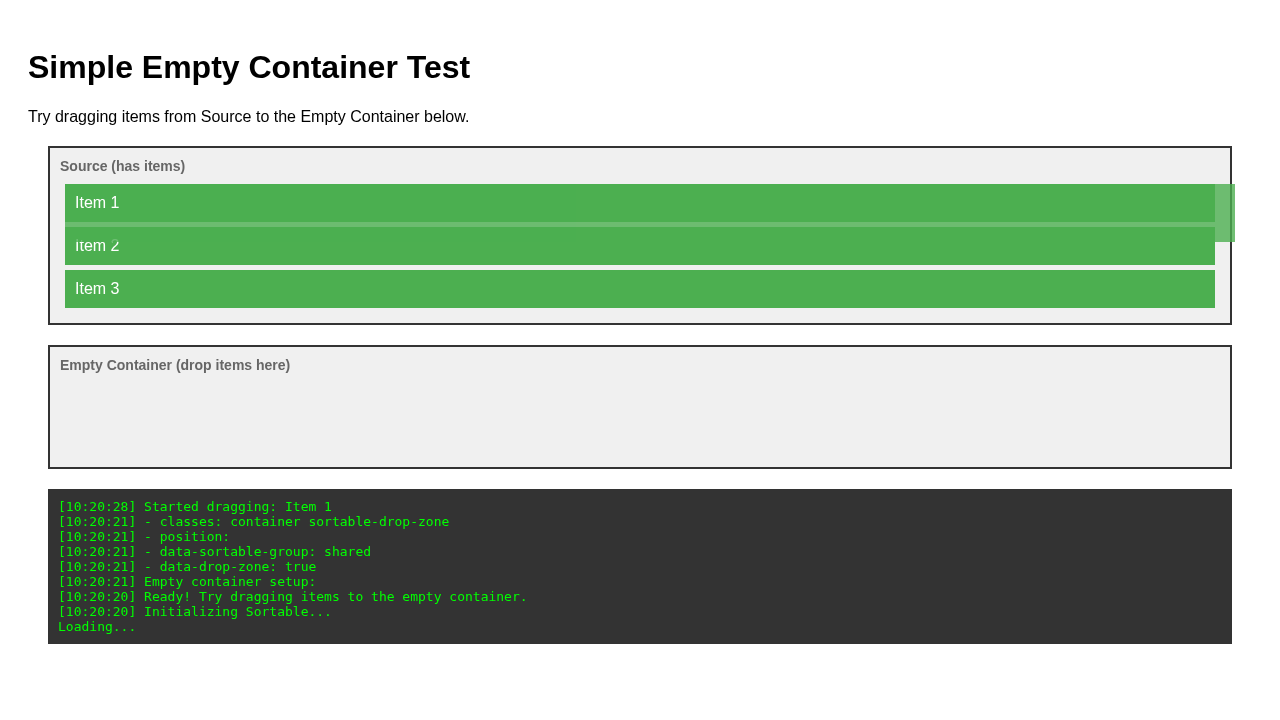 Simple Empty Container Test
Try dragging items from Source to the Empty Container below.
Source (has items)
Item 1
Item 2
Item 3
Empty Container (drop items here)
[10:20:28] Started dragging: Item 1
[10:20:21] - classes: container sortable-drop-zone
[10:20:21] - position:
[10:20:21] - data-sortable-group: shared
[10:20:21] - data-drop-zone: true
[10:20:21] Empty container setup:
[10:20:20] Ready! Try dragging items to the empty container.
[10:20:20] Initializing Sortable...
Loading...